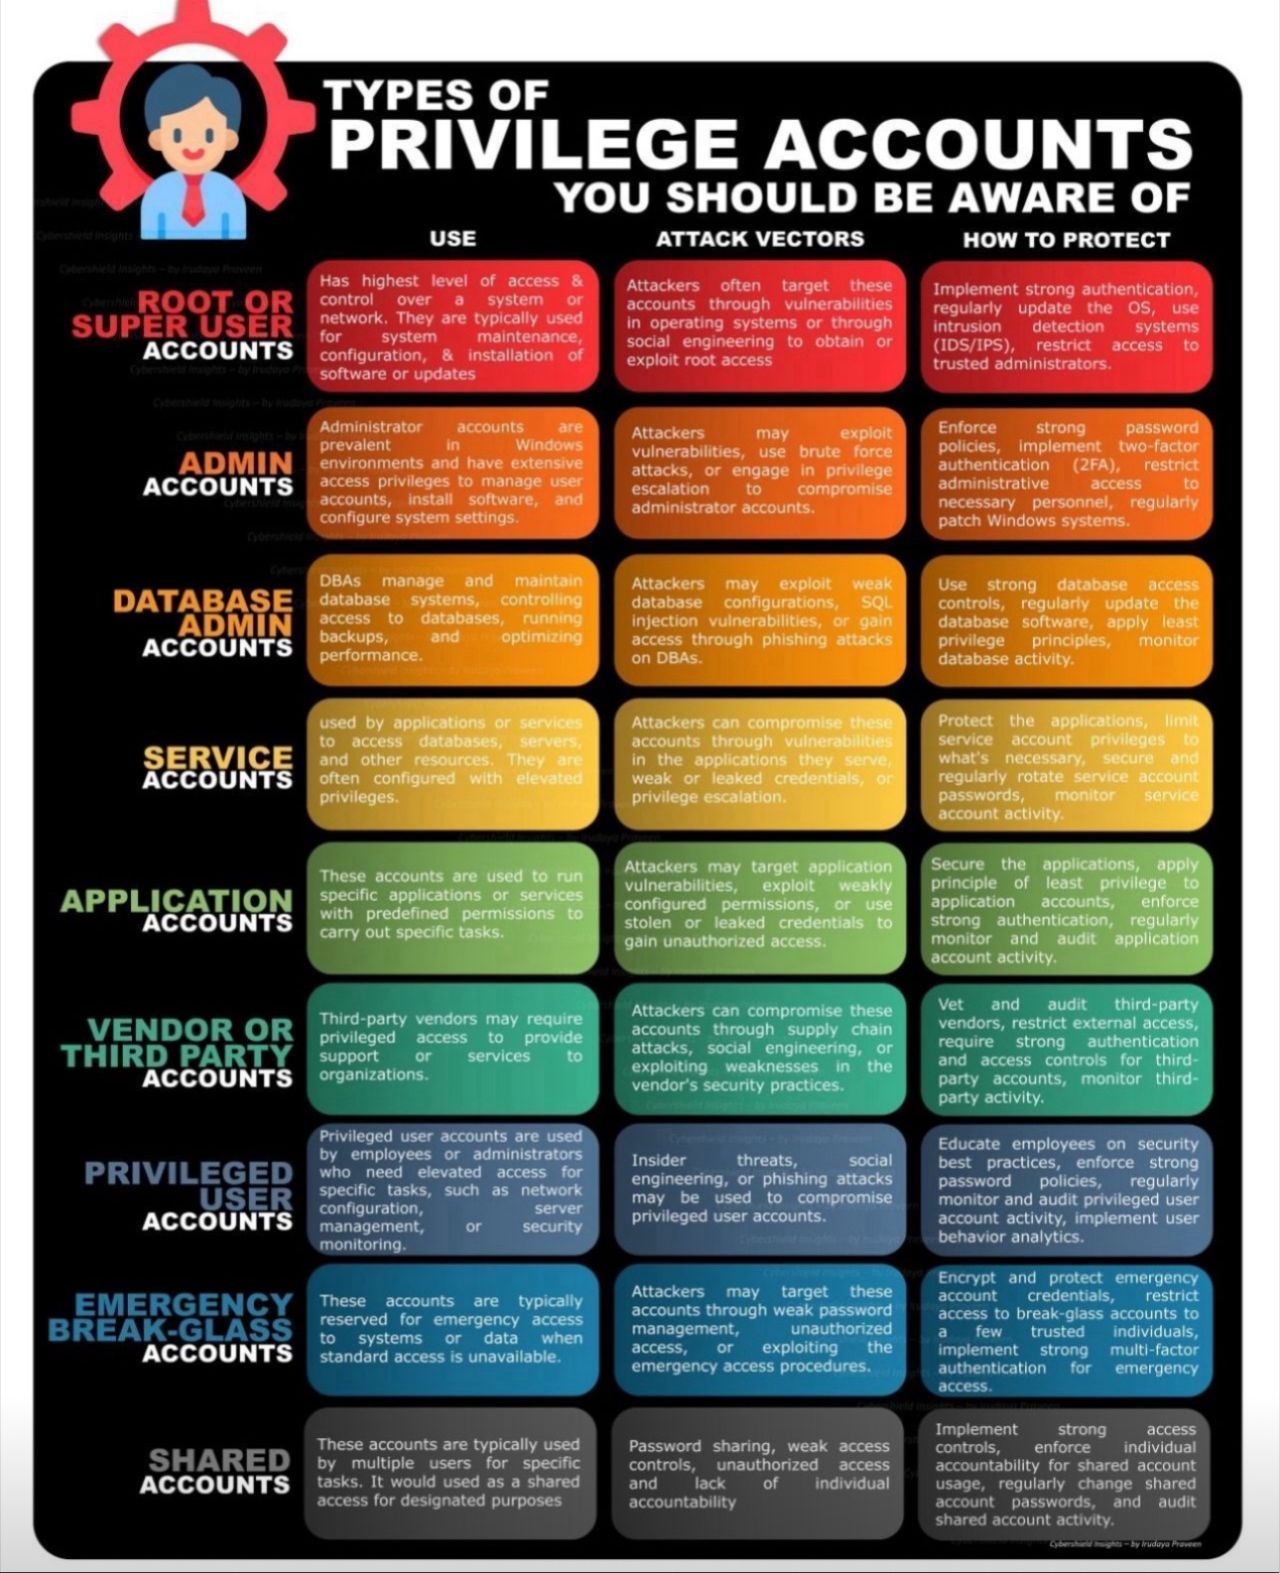 TYPES OF
PRIVILEGE ACCOUNTS
YOU SHOULD BE AWARE OF
USE
ATTACK VECTORS
HOW TO PROTECT
ROOT OR
SUPER USER
ACCOUNTS
Has highest level of access &
control over a system or
network. They are typically used
for system maintenance,
configuration, & installation of
software or updates
Attackers often target these
accounts through vulnerabilities
in operating systems or through
social engineering to obtain or
exploit root access
Implement strong authentication,
regularly update the OS, use
intrusion detection systems
(IDS/IPS), restrict access to
trusted administrators.
ADMIN
ACCOUNTS
Administrator accounts are
prevalent in Windows
environments and have extensive
access privileges to manage user
accounts, install software, and
configure system settings.
Attackers may exploit
vulnerabilities, use brute force
attacks, or engage in privilege
escalation to compromise
administrator accounts.
Enforce strong password
policies, implement two-factor
authentication (2FA), restrict
administrative access to
necessary personnel, regularly
patch Windows systems.
DATABASE
ADMIN
ACCOUNTS
DBAs manage and maintain
database systems, controlling
access to databases, running
backups, and optimizing
performance.
Attackers may exploit weak
database configurations, SQL
injection vulnerabilities, or gain
access through phishing attacks
on DBAs.
Use strong database access
controls, regularly update the
database software, apply least
privilege principles, monitor
database activity.
SERVICE
ACCOUNTS
used by applications or services
to access databases, servers,
and other resources. They are
often configured with elevated
privileges.
Attackers can compromise these
accounts through vulnerabilities
in the applications they serve,
weak or leaked credentials, or
privilege escalation.
Protect the applications, limit
service account privileges to
what's necessary, secure and
regularly rotate service account
passwords, monitor service
account activity.
APPLICATION
ACCOUNTS
These accounts are used to run
specific applications or services
with predefined permissions to
carry out specific tasks.
Attackers may target application
vulnerabilities, exploit weakly
configured permissions, or use
stolen or leaked credentials to
gain unauthorized access.
Secure the applications, apply
principle of least privilege to
application accounts, enforce
strong authentication, regularly
monitor and audit application
account activity.
VENDOR OR
THIRD PARTY
ACCOUNTS
Third-party vendors may require
privileged access to provide
support or services to
organizations.
Attackers can compromise these
accounts through supply chain
attacks, social engineering, or
exploiting weaknesses in the
vendor's security practices.
Vet and audit third-party
vendors, restrict external access,
require strong authentication
and access controls for third-
party accounts, monitor third-
party activity.
PRIVILEGED
USER
ACCOUNTS
Privileged user accounts are used
by employees or administrators
who need elevated access for
specific tasks, such as network
configuration, server
management, or security
monitoring.
Insider threats, social
engineering, or phishing attacks
may be used to compromise
privileged user accounts.
Educate employees on security
best practices, enforce strong
password policies, regularly
monitor and audit privileged user
account activity, implement user
behavior analytics.
EMERGENCY
BREAK-GLASS
ACCOUNTS
These accounts are typically
reserved for emergency access
to systems or data when
standard access is unavailable.
Attackers may target these
accounts through weak password
management, unauthorized
access, or exploiting the
emergency access procedures.
Encrypt and protect emergency
account credentials, restrict
access to break-glass accounts to
a few trusted individuals,
implement strong multi-factor
authentication for emergency
access.
SHARED
ACCOUNTS
These accounts are typically used
by multiple users for specific
tasks. It would used as a shared
access for designated purposes
Password sharing, weak access
controls, unauthorized access
and lack of individual
accountability
Implement strong access
controls, enforce individual
accountability for shared account
usage, regularly change shared
account passwords, and audit
shared account activity.
Cybershield Insights – by Irudaya Praveen